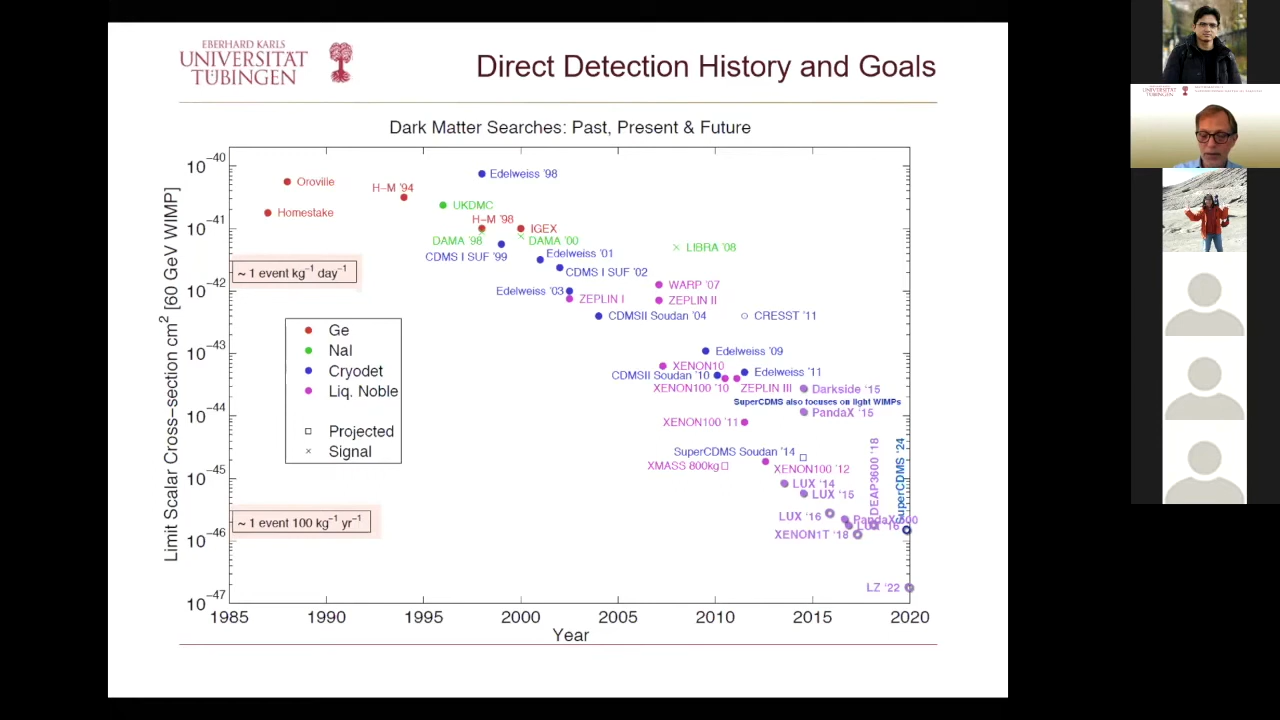 EBERHARD KARLS
UNIVERSITÄT
TÜBINGEN
Direct Detection History and Goals
Dark Matter Searches: Past, Present & Future
Limit Scalar Cross-section cm² [60 GeV WIMP]
10⁻⁴⁰
10⁻⁴¹
10⁻⁴²
10⁻⁴³
10⁻⁴⁴
10⁻⁴⁵
10⁻⁴⁶
10⁻⁴⁷
Oroville
Homestake
H-M '94
Edelweiss '98
UKDMC
H-M '98
IGEX
DAMA '98
DAMA '00
CDMS I SUF '99
Edelweiss '01
CDMS I SUF '02
LIBRA '08
~ 1 event kg⁻¹ day⁻¹
Edelweiss '03
ZEPLIN I
WARP '07
ZEPLIN II
CDMSII Soudan '04
CRESST '11
Ge
NaI
Cryodet
Liq. Noble
Projected
Signal
Edelweiss '09
XENON10
CDMSII Soudan '10
Edelweiss '11
XENON100 '10
ZEPLIN III
Darkside '15
SuperCDMS also focuses on light WIMPs
PandaX '15
XENON100 '11
SuperCDMS Soudan '14
XMASS 800kg
XENON100 '12
LUX '14
LUX '15
DEAP3600 '18
SuperCDMS '24
LUX '16
PandaX 500
LUX '16
XENON1T '18
~ 1 event 100 kg⁻¹ yr⁻¹
LZ '22
1985 1990 1995 2000 2005 2010 2015 2020
Year
UNIVERSITÄT
TÜBINGEN